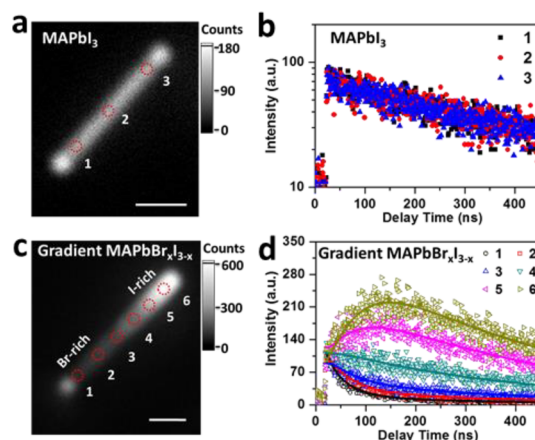 a
MAPbI₃
Counts
180
90
0
1
2
3
b
MAPbI₃
1
2
3
Intensity (a.u.)
100
10
0 100 200 300 400
Delay Time (ns)
c
Gradient MAPbBrₓI₃₋ₓ
Counts
600
300
0
I-rich
Br-rich
1
2
3
4
5
6
d
Gradient MAPbBrₓI₃₋ₓ
1 2
3 4
5 6
Intensity (a.u.)
350
280
210
140
70
0
0 100 200 300 400
Delay Time (ns)